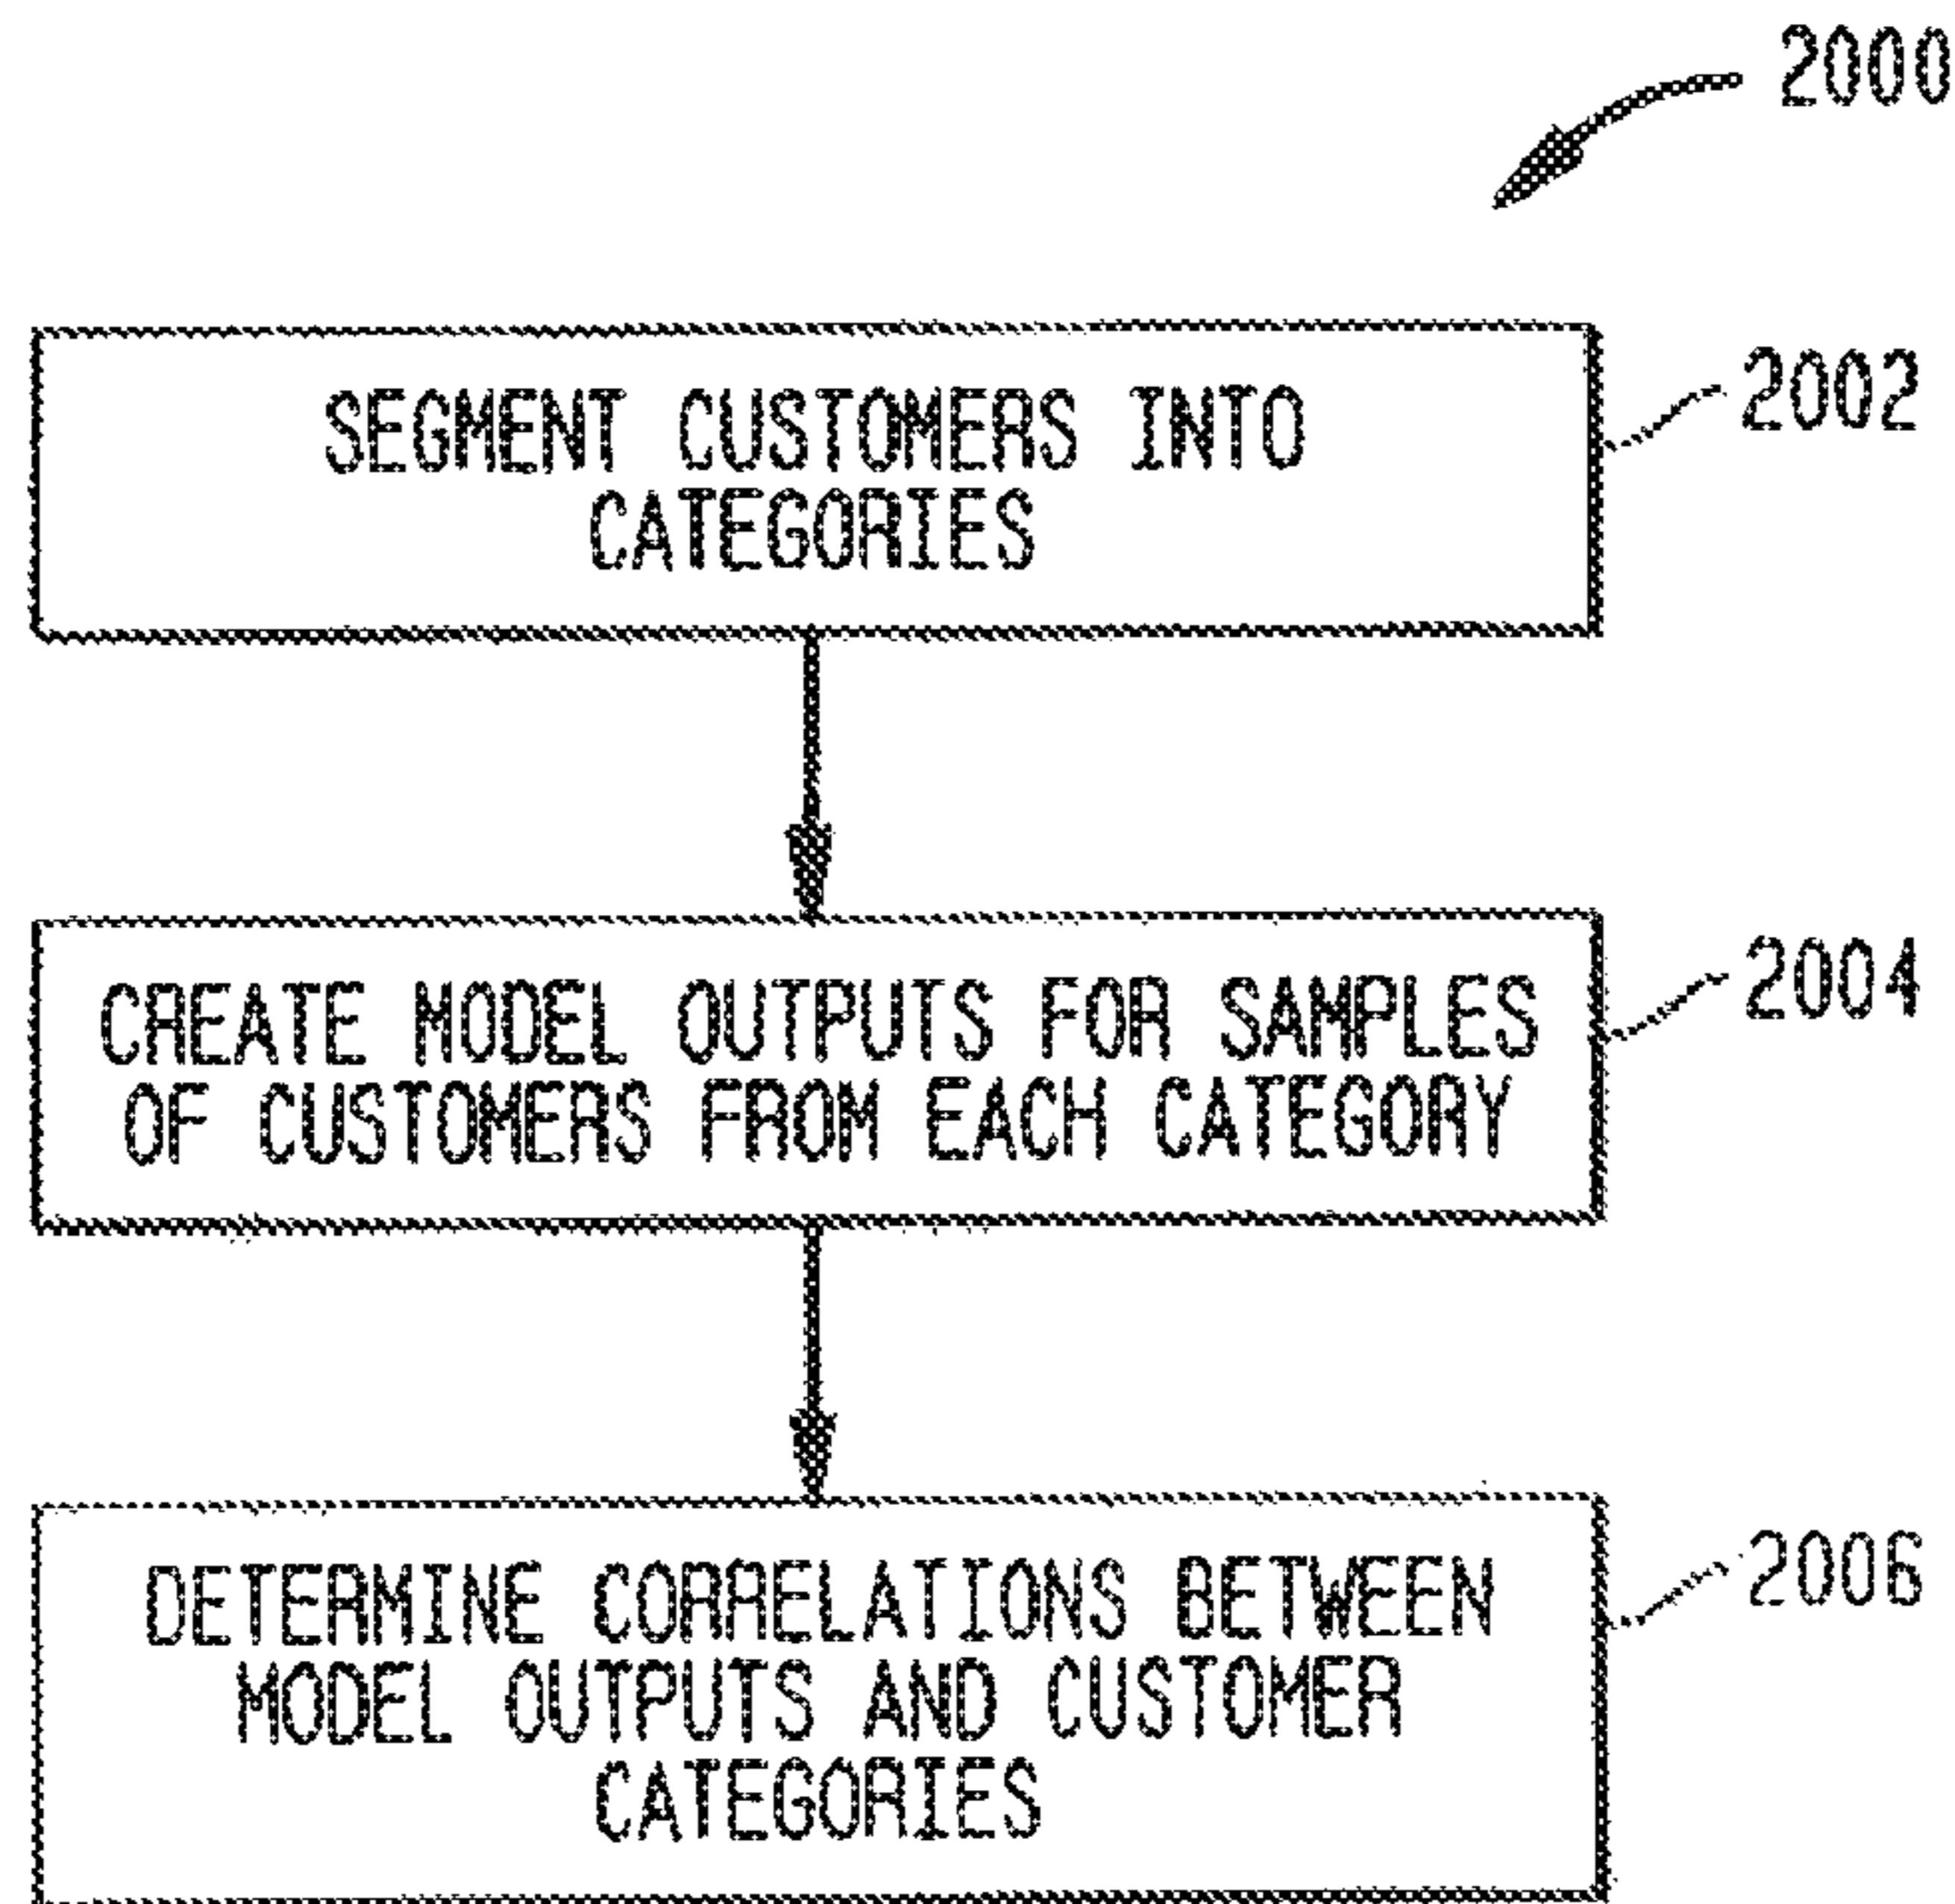 2000
SEGMENT CUSTOMERS INTO
CATEGORIES
2002
CREATE MODEL OUTPUTS FOR SAMPLES
OF CUSTOMERS FROM EACH CATEGORY
2004
DETERMINE CORRELATIONS BETWEEN
MODEL OUTPUTS AND CUSTOMER
CATEGORIES
2006